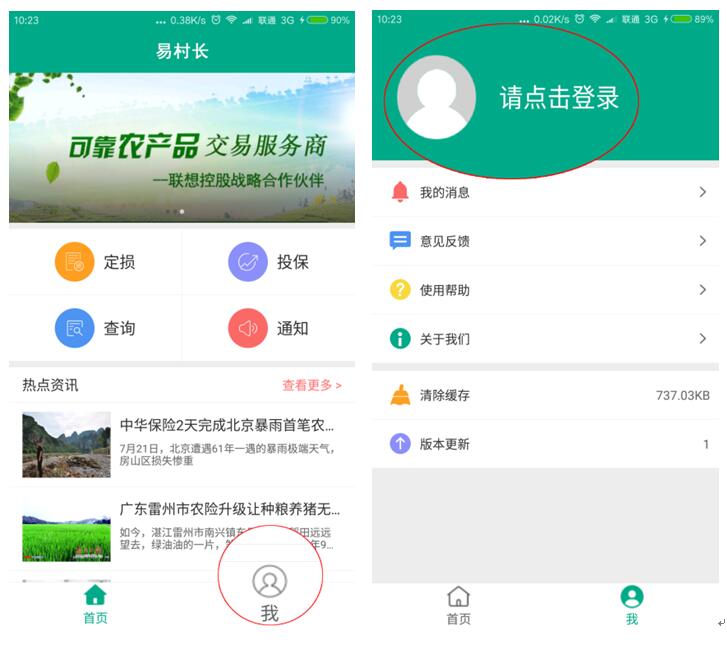 10:23
... 0.38K/s 联通 3G 90%
易村长
可靠农产品交易服务商
--联想控股战略合作伙伴
定损
投保
查询
通知
热点资讯
查看更多 >
中华保险2天完成北京暴雨首笔农...
7月21日，北京遭遇61年一遇的暴雨极端天气，
房山区损失惨重
广东雷州市农险升级让种粮养猪无...
如今，湛江雷州市南兴镇东
田远远
望去，绿油油的一片，
年9...
首页
我
10:23
... 0.02K/s 联通 3G 89%
请点击登录
我的消息
意见反馈
使用帮助
关于我们
清除缓存
737.03KB
版本更新
1
首页
我